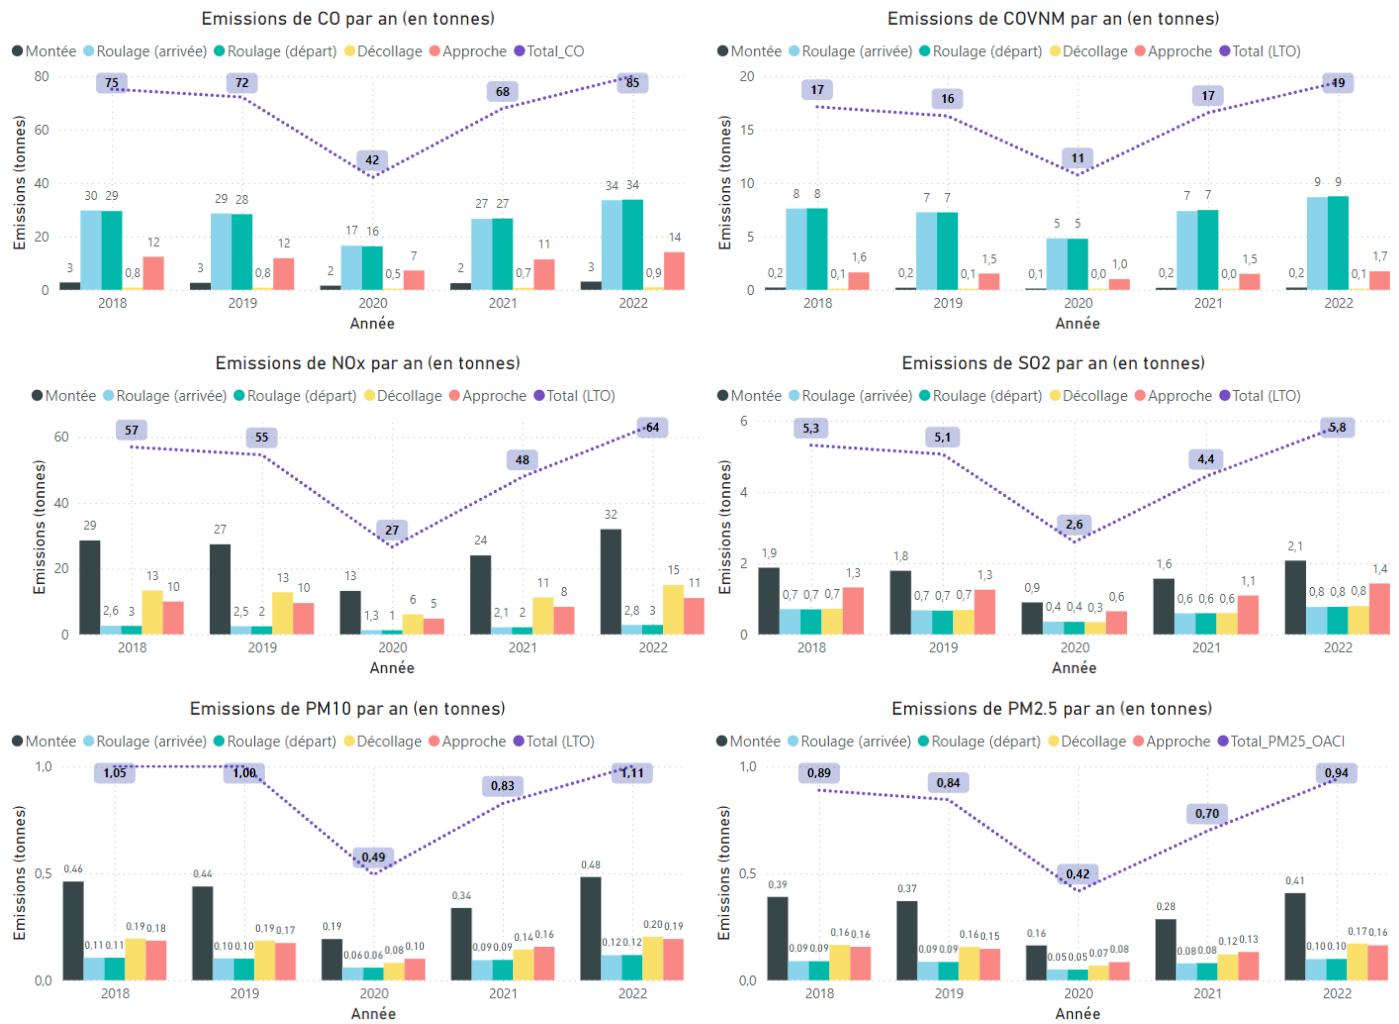 Emissions de CO par an (en tonnes)
Montée Roulage (arrivée) Roulage (départ) Décollage Approche Total_CO
Emissions (tonnes)
80
60
40
20
0
75 72 42 68 85
3 30 29 0,8 12
3 29 28 0,8 12
2 17 16 0,5 7
2 27 27 0,7 11
3 34 34 0,9 14
2018 2019 2020 2021 2022
Année
Emissions de COVNM par an (en tonnes)
Montée Roulage (arrivée) Roulage (départ) Décollage Approche Total (LTO)
Emissions (tonnes)
20
15
10
5
0
17 16 11 17 19
0,2 8 8 0,1 1,6
0,2 7 7 0,1 1,5
0,1 5 5 0,0 1,0
0,2 7 7 0,0 1,5
0,2 9 9 0,1 1,7
2018 2019 2020 2021 2022
Année
Emissions de NOx par an (en tonnes)
Montée Roulage (arrivée) Roulage (départ) Décollage Approche Total (LTO)
Emissions (tonnes)
60
40
20
0
57 55 27 48 64
29 2,6 3 13 10
27 2,5 2 13 10
13 1,3 1 6 5
24 2,1 2 11 8
32 2,8 3 15 11
2018 2019 2020 2021 2022
Année
Emissions de SO2 par an (en tonnes)
Montée Roulage (arrivée) Roulage (départ) Décollage Approche Total (LTO)
Emissions (tonnes)
6
4
2
0
5,3 5,1 2,6 4,4 5,8
1,9 0,7 0,7 0,7 1,3
1,8 0,7 0,7 0,7 1,3
0,9 0,4 0,4 0,3 0,6
1,6 0,6 0,6 0,6 1,1
2,1 0,8 0,8 0,8 1,4
2018 2019 2020 2021 2022
Année
Emissions de PM10 par an (en tonnes)
Montée Roulage (arrivée) Roulage (départ) Décollage Approche Total (LTO)
Emissions (tonnes)
1,0
0,5
0,0
1,05 1,00 0,49 0,83 1,11
0,46 0,11 0,11 0,19 0,18
0,44 0,10 0,10 0,19 0,17
0,19 0,06 0,06 0,08 0,10
0,34 0,09 0,09 0,14 0,16
0,48 0,12 0,12 0,20 0,19
2018 2019 2020 2021 2022
Année
Emissions de PM2.5 par an (en tonnes)
Montée Roulage (arrivée) Roulage (départ) Décollage Approche Total_PM25_OACI
Emissions (tonnes)
1,0
0,5
0,0
0,89 0,84 0,42 0,70 0,94
0,39 0,09 0,09 0,16 0,16
0,37 0,09 0,09 0,16 0,15
0,16 0,05 0,05 0,07 0,08
0,28 0,08 0,08 0,12 0,13
0,41 0,10 0,10 0,17 0,16
2018 2019 2020 2021 2022
Année